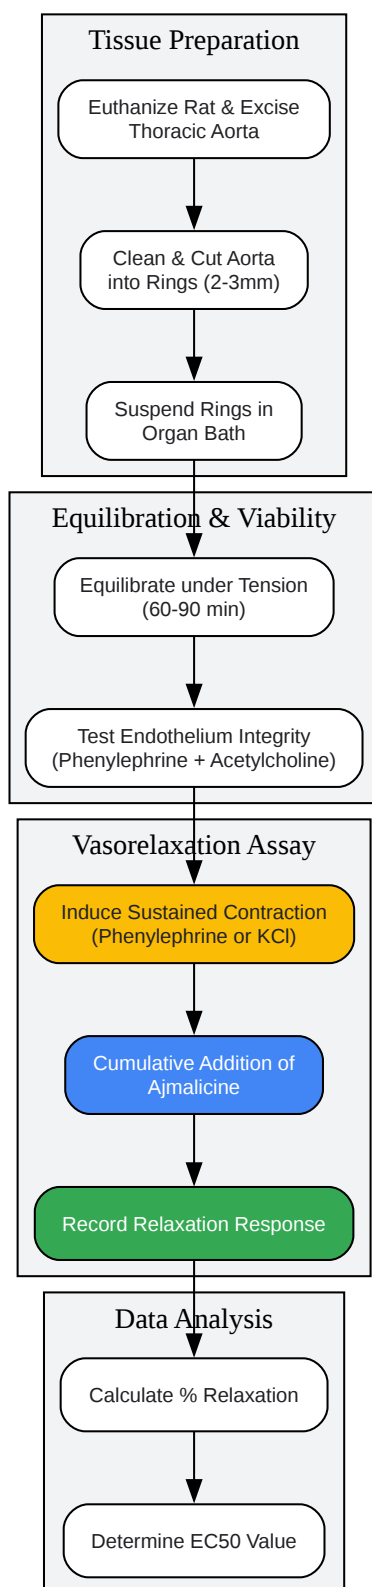 Tissue Preparation
Euthanize Rat & Excise
Thoracic Aorta
Clean & Cut Aorta
into Rings (2-3mm)
Suspend Rings in
Organ Bath
Equilibration & Viability
Equilibrate under Tension
(60-90 min)
Test Endothelium Integrity
(Phenylephrine + Acetylcholine)
Vasorelaxation Assay
Induce Sustained Contraction
(Phenylephrine or KCl)
Cumulative Addition of
Ajmalicine
Record Relaxation Response
Data Analysis
Calculate % Relaxation
Determine EC50 Value